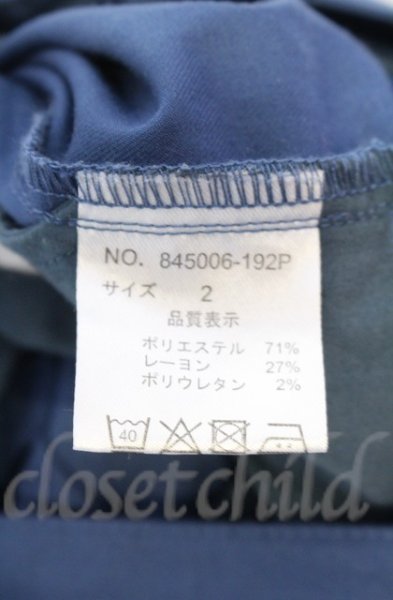 NO. 845006-192P
サイズ 2
品質表示
ポリエステル 71%
レーヨン 27%
ポリウレタン 2%
40
closetchild